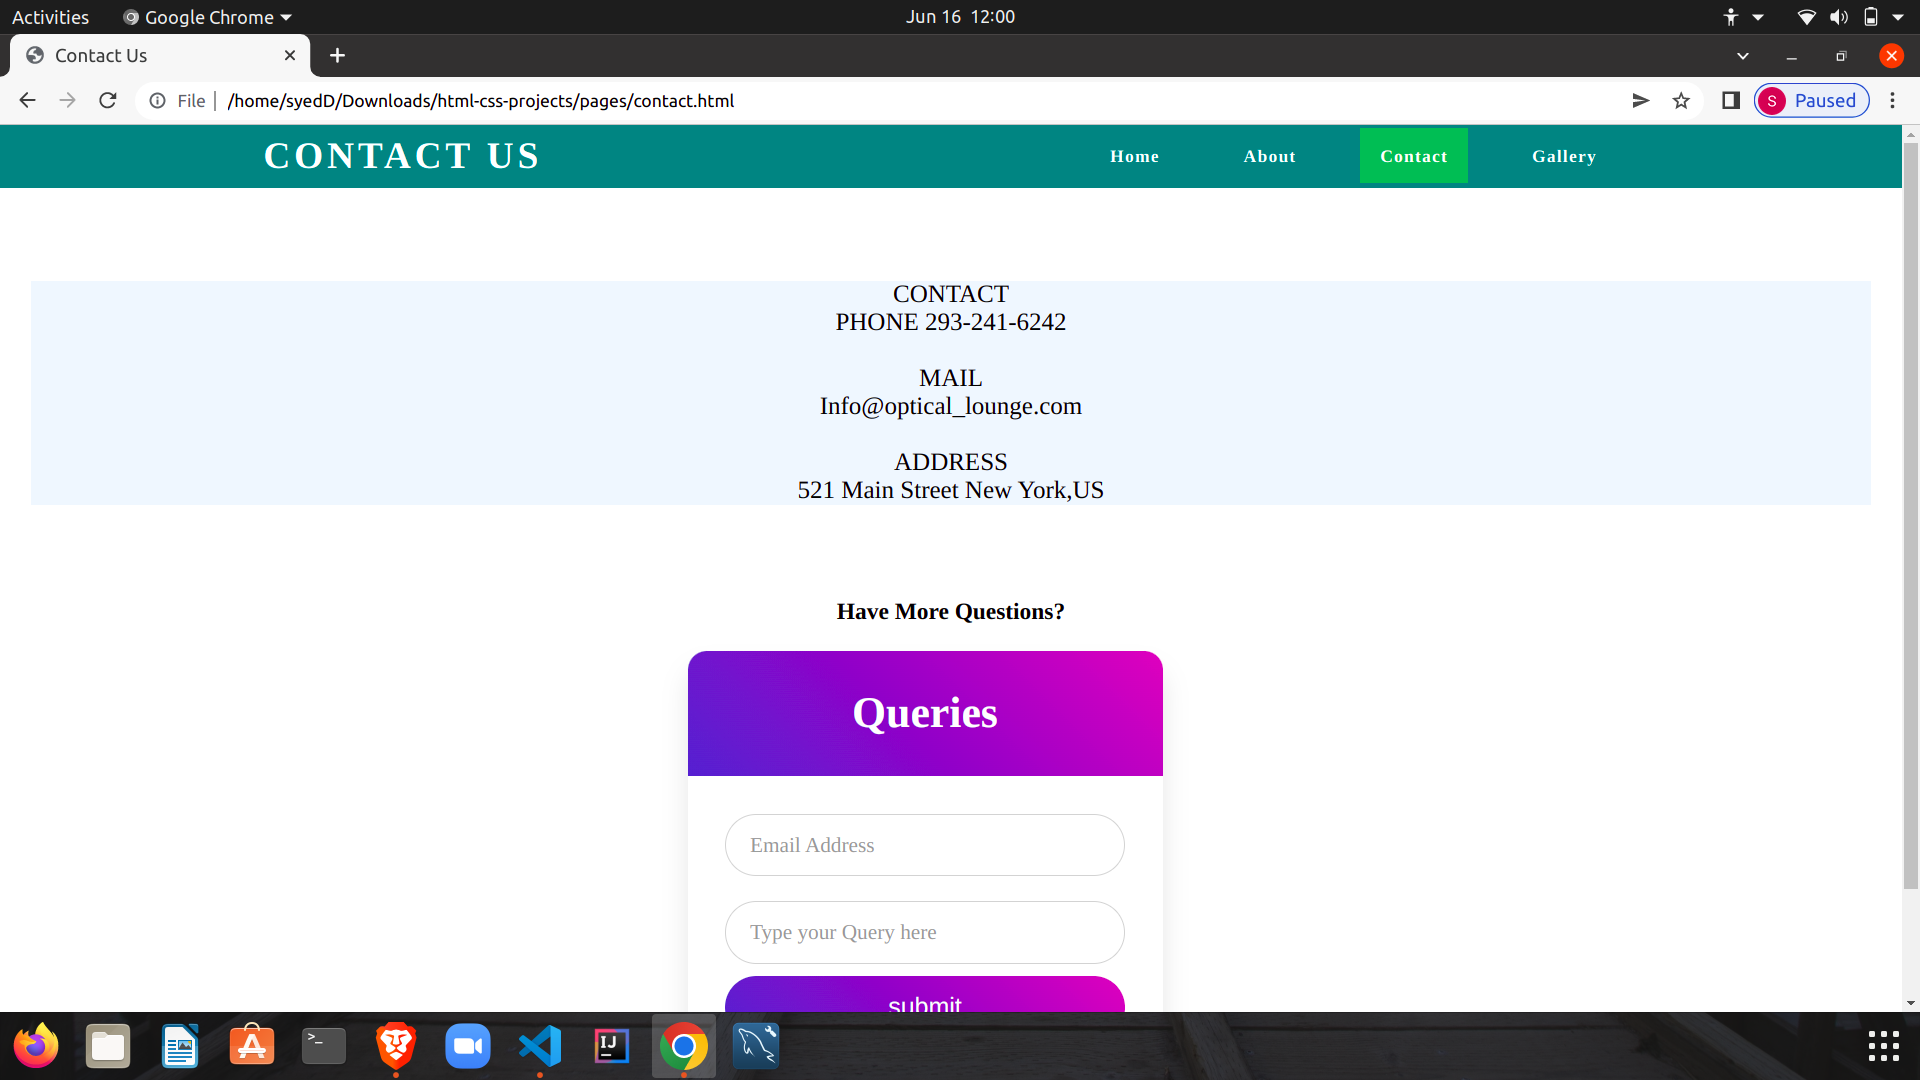 Activities
Google Chrome
Jun 16 12:00
Contact Us
File
/home/syedD/Downloads/html-css-projects/pages/contact.html
S
Paused
CONTACT US
Home
About
Contact
Gallery
CONTACT
PHONE 293-241-6242
MAIL
Info@optical_lounge.com
ADDRESS
521 Main Street New York,US
Have More Questions?
Queries
Email Address
Type your Query here
submit
>_
IJ